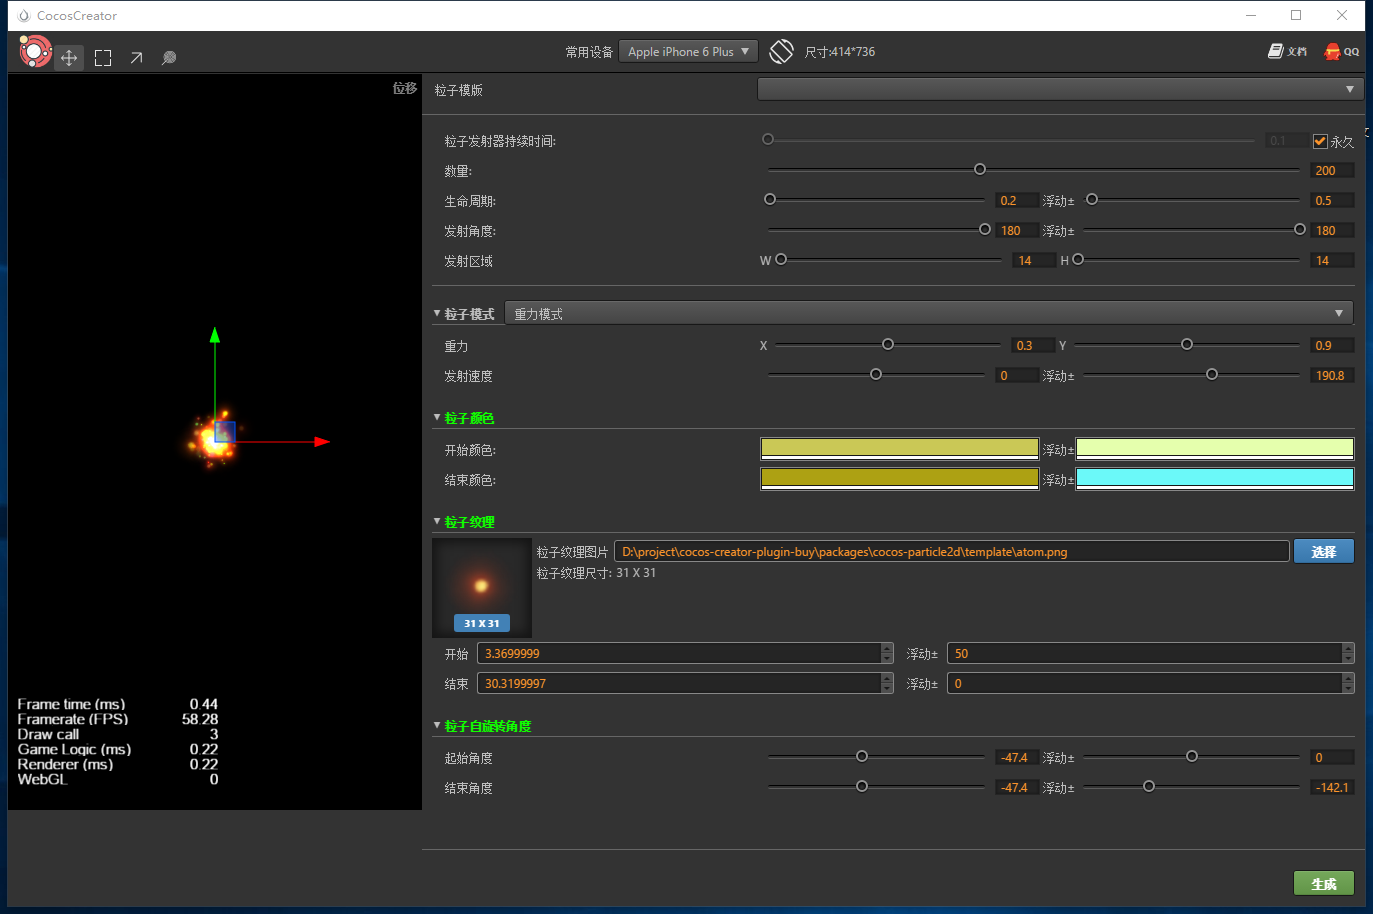 CocosCreator
常用设备 Apple iPhone 6 Plus 尺寸:414*736 文档 QQ
位移
粒子模版
粒子发射器持续时间: 0.1 永久
数量: 200
生命周期: 0.2 浮动± 0.5
发射角度: 180 浮动± 180
发射区域 W 14 H 14
粒子模式 重力模式
重力 X 0.3 Y 0.9
发射速度 0 浮动± 190.8
粒子颜色
开始颜色: 浮动±
结束颜色: 浮动±
粒子纹理
粒子纹理图片 D:\project\cocos-creator-plugin-buy\packages\cocos-particle2d\template\atom.png 选择
粒子纹理尺寸: 31 X 31
31 X 31
开始 3.3699999 浮动± 50
结束 30.3199997 浮动± 0
粒子自旋转角度
起始角度 -47.4 浮动± 0
结束角度 -47.4 浮动± -142.1
Frame time (ms) 0.44
Framerate (FPS) 58.28
Draw call 3
Game Logic (ms) 0.22
Renderer (ms) 0.22
WebGL 0
生成